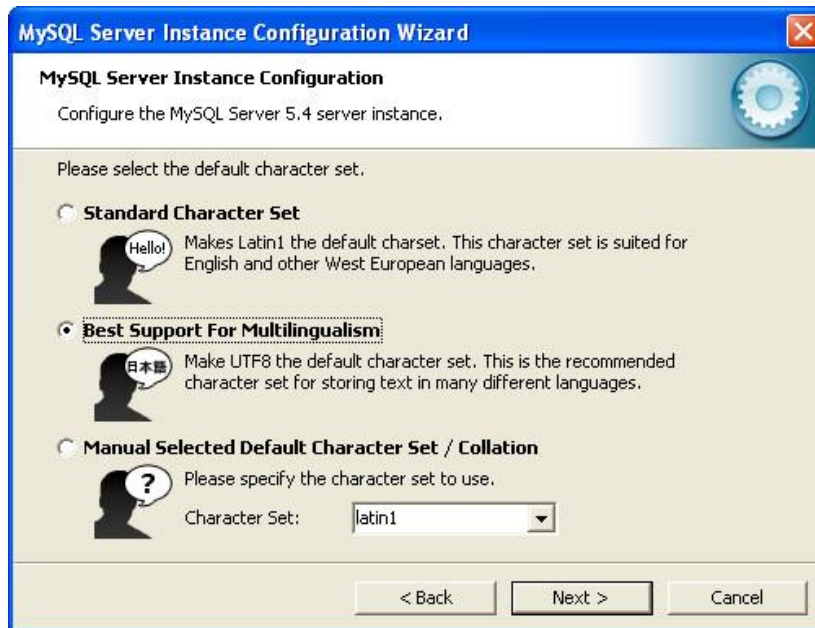 MySQL Server Instance Configuration Wizard
MySQL Server Instance Configuration
Configure the MySQL Server 5.4 server instance.
Please select the default character set.
Standard Character Set
Hello!
Makes Latin1 the default charset. This character set is suited for
English and other West European languages.
Best Support For Multilingualism
日本語
Make UTF8 the default character set. This is the recommended
character set for storing text in many different languages.
Manual Selected Default Character Set / Collation
?
Please specify the character set to use.
Character Set: latin1
< Back Next > Cancel